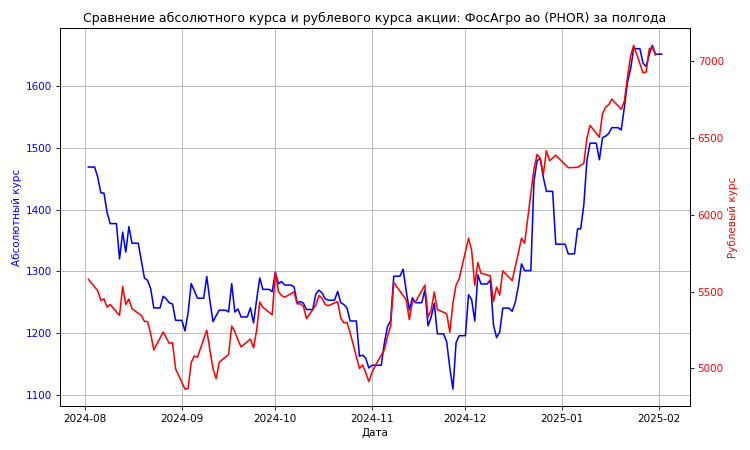 Сравнение абсолютного курса и рублевого курса акции: ФосАгро ао (PHOR) за полгода
1600
1500
1400
1300
1200
1100
Абсолютный курс
7000
6500
6000
5500
5000
Рублевый курс
2024-08 2024-09 2024-10 2024-11 2024-12 2025-01 2025-02
Дата